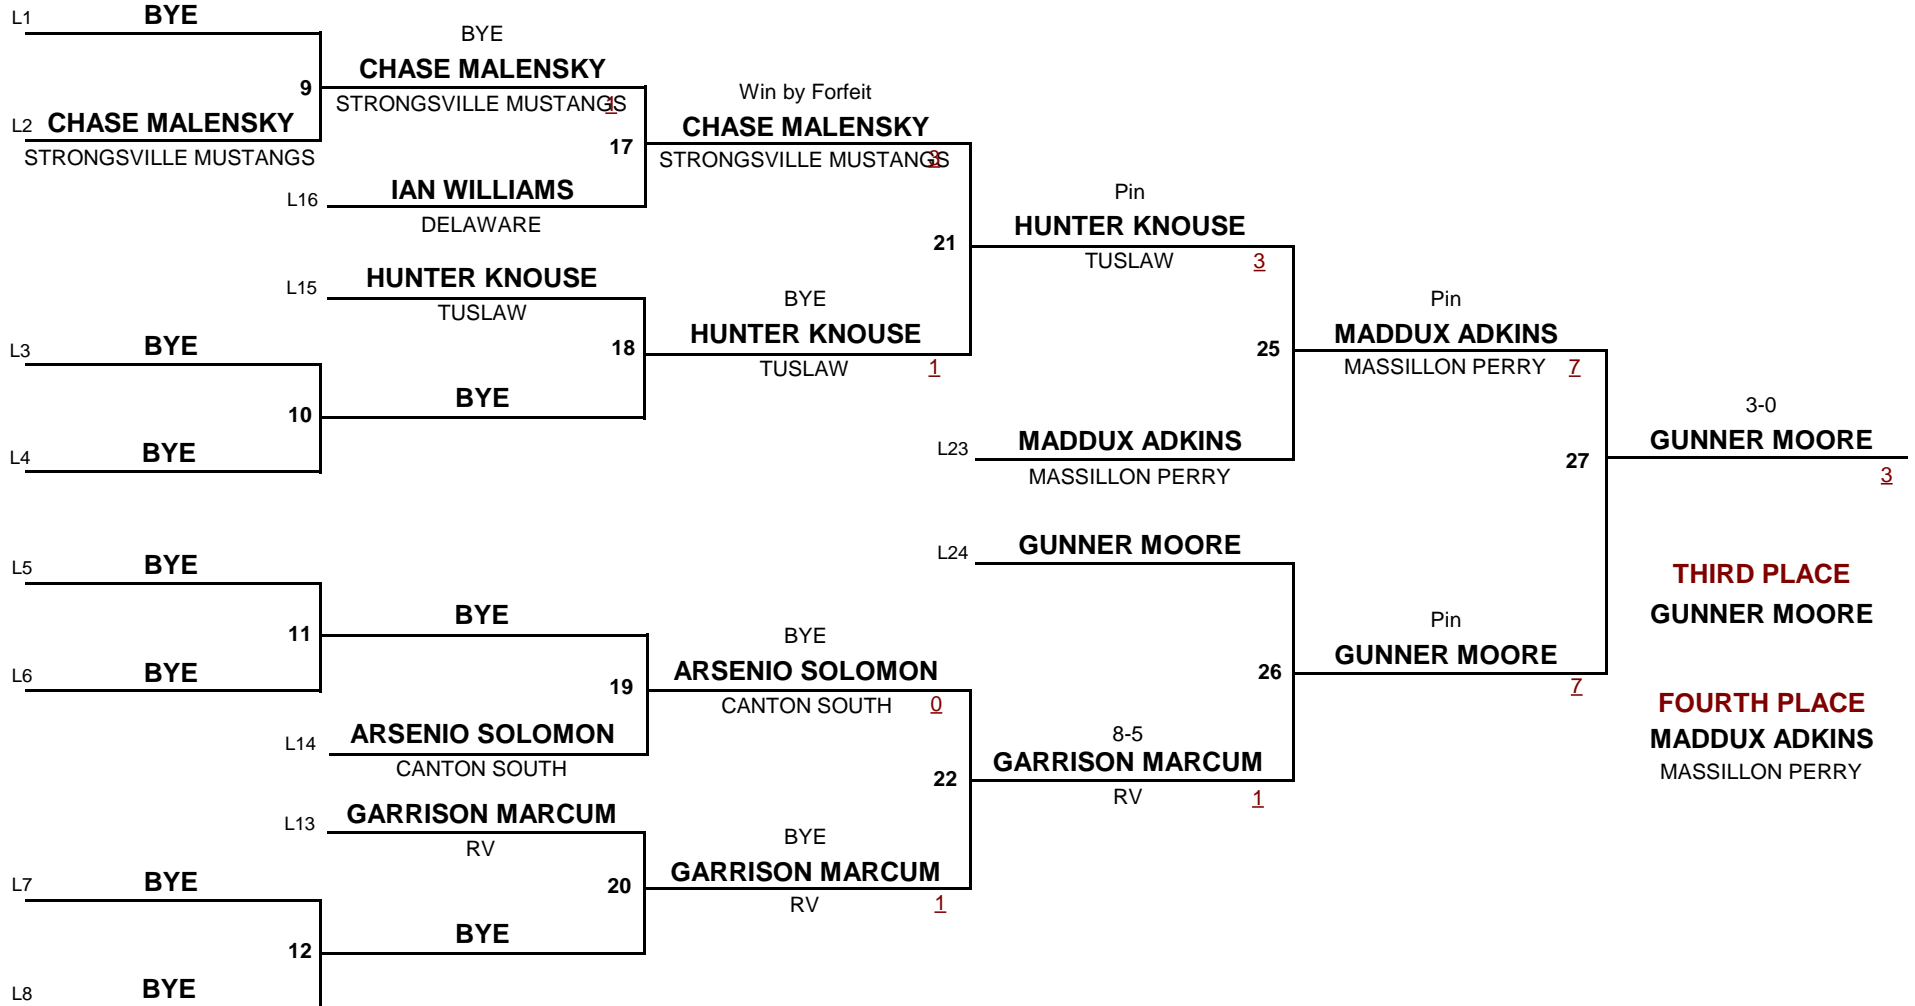 L1 BYE
BYE
9 CHASE MALENSKY
STRONGSVILLE MUSTANGS 1
L2 CHASE MALENSKY
STRONGSVILLE MUSTANGS
Win by Forfeit
17 CHASE MALENSKY
STRONGSVILLE MUSTANGS 3
L16 IAN WILLIAMS
DELAWARE
Pin
21 HUNTER KNOUSE
TUSLAW 3
L15 HUNTER KNOUSE
TUSLAW
BYE
18 HUNTER KNOUSE
TUSLAW 1
L3 BYE
10 BYE
L4 BYE
Pin
25 MADDUX ADKINS
MASSILLON PERRY 7
L23 MADDUX ADKINS
MASSILLON PERRY
3-0
27 GUNNER MOORE
3
L24 GUNNER MOORE
L5 BYE
11 BYE
L6 BYE
BYE
19 ARSENIO SOLOMON
CANTON SOUTH 0
L14 ARSENIO SOLOMON
CANTON SOUTH
Pin
26 GUNNER MOORE
7
8-5
22 GARRISON MARCUM
RV 1
L13 GARRISON MARCUM
RV
BYE
20 GARRISON MARCUM
RV 1
L7 BYE
12 BYE
L8 BYE
THIRD PLACE
GUNNER MOORE
FOURTH PLACE
MADDUX ADKINS
MASSILLON PERRY